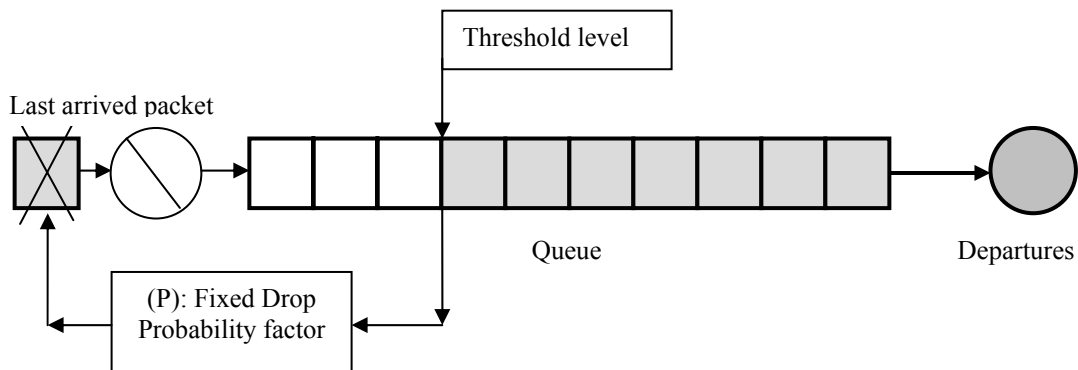 Threshold level
Last arrived packet
Queue
Departures
(P): Fixed Drop
Probability factor